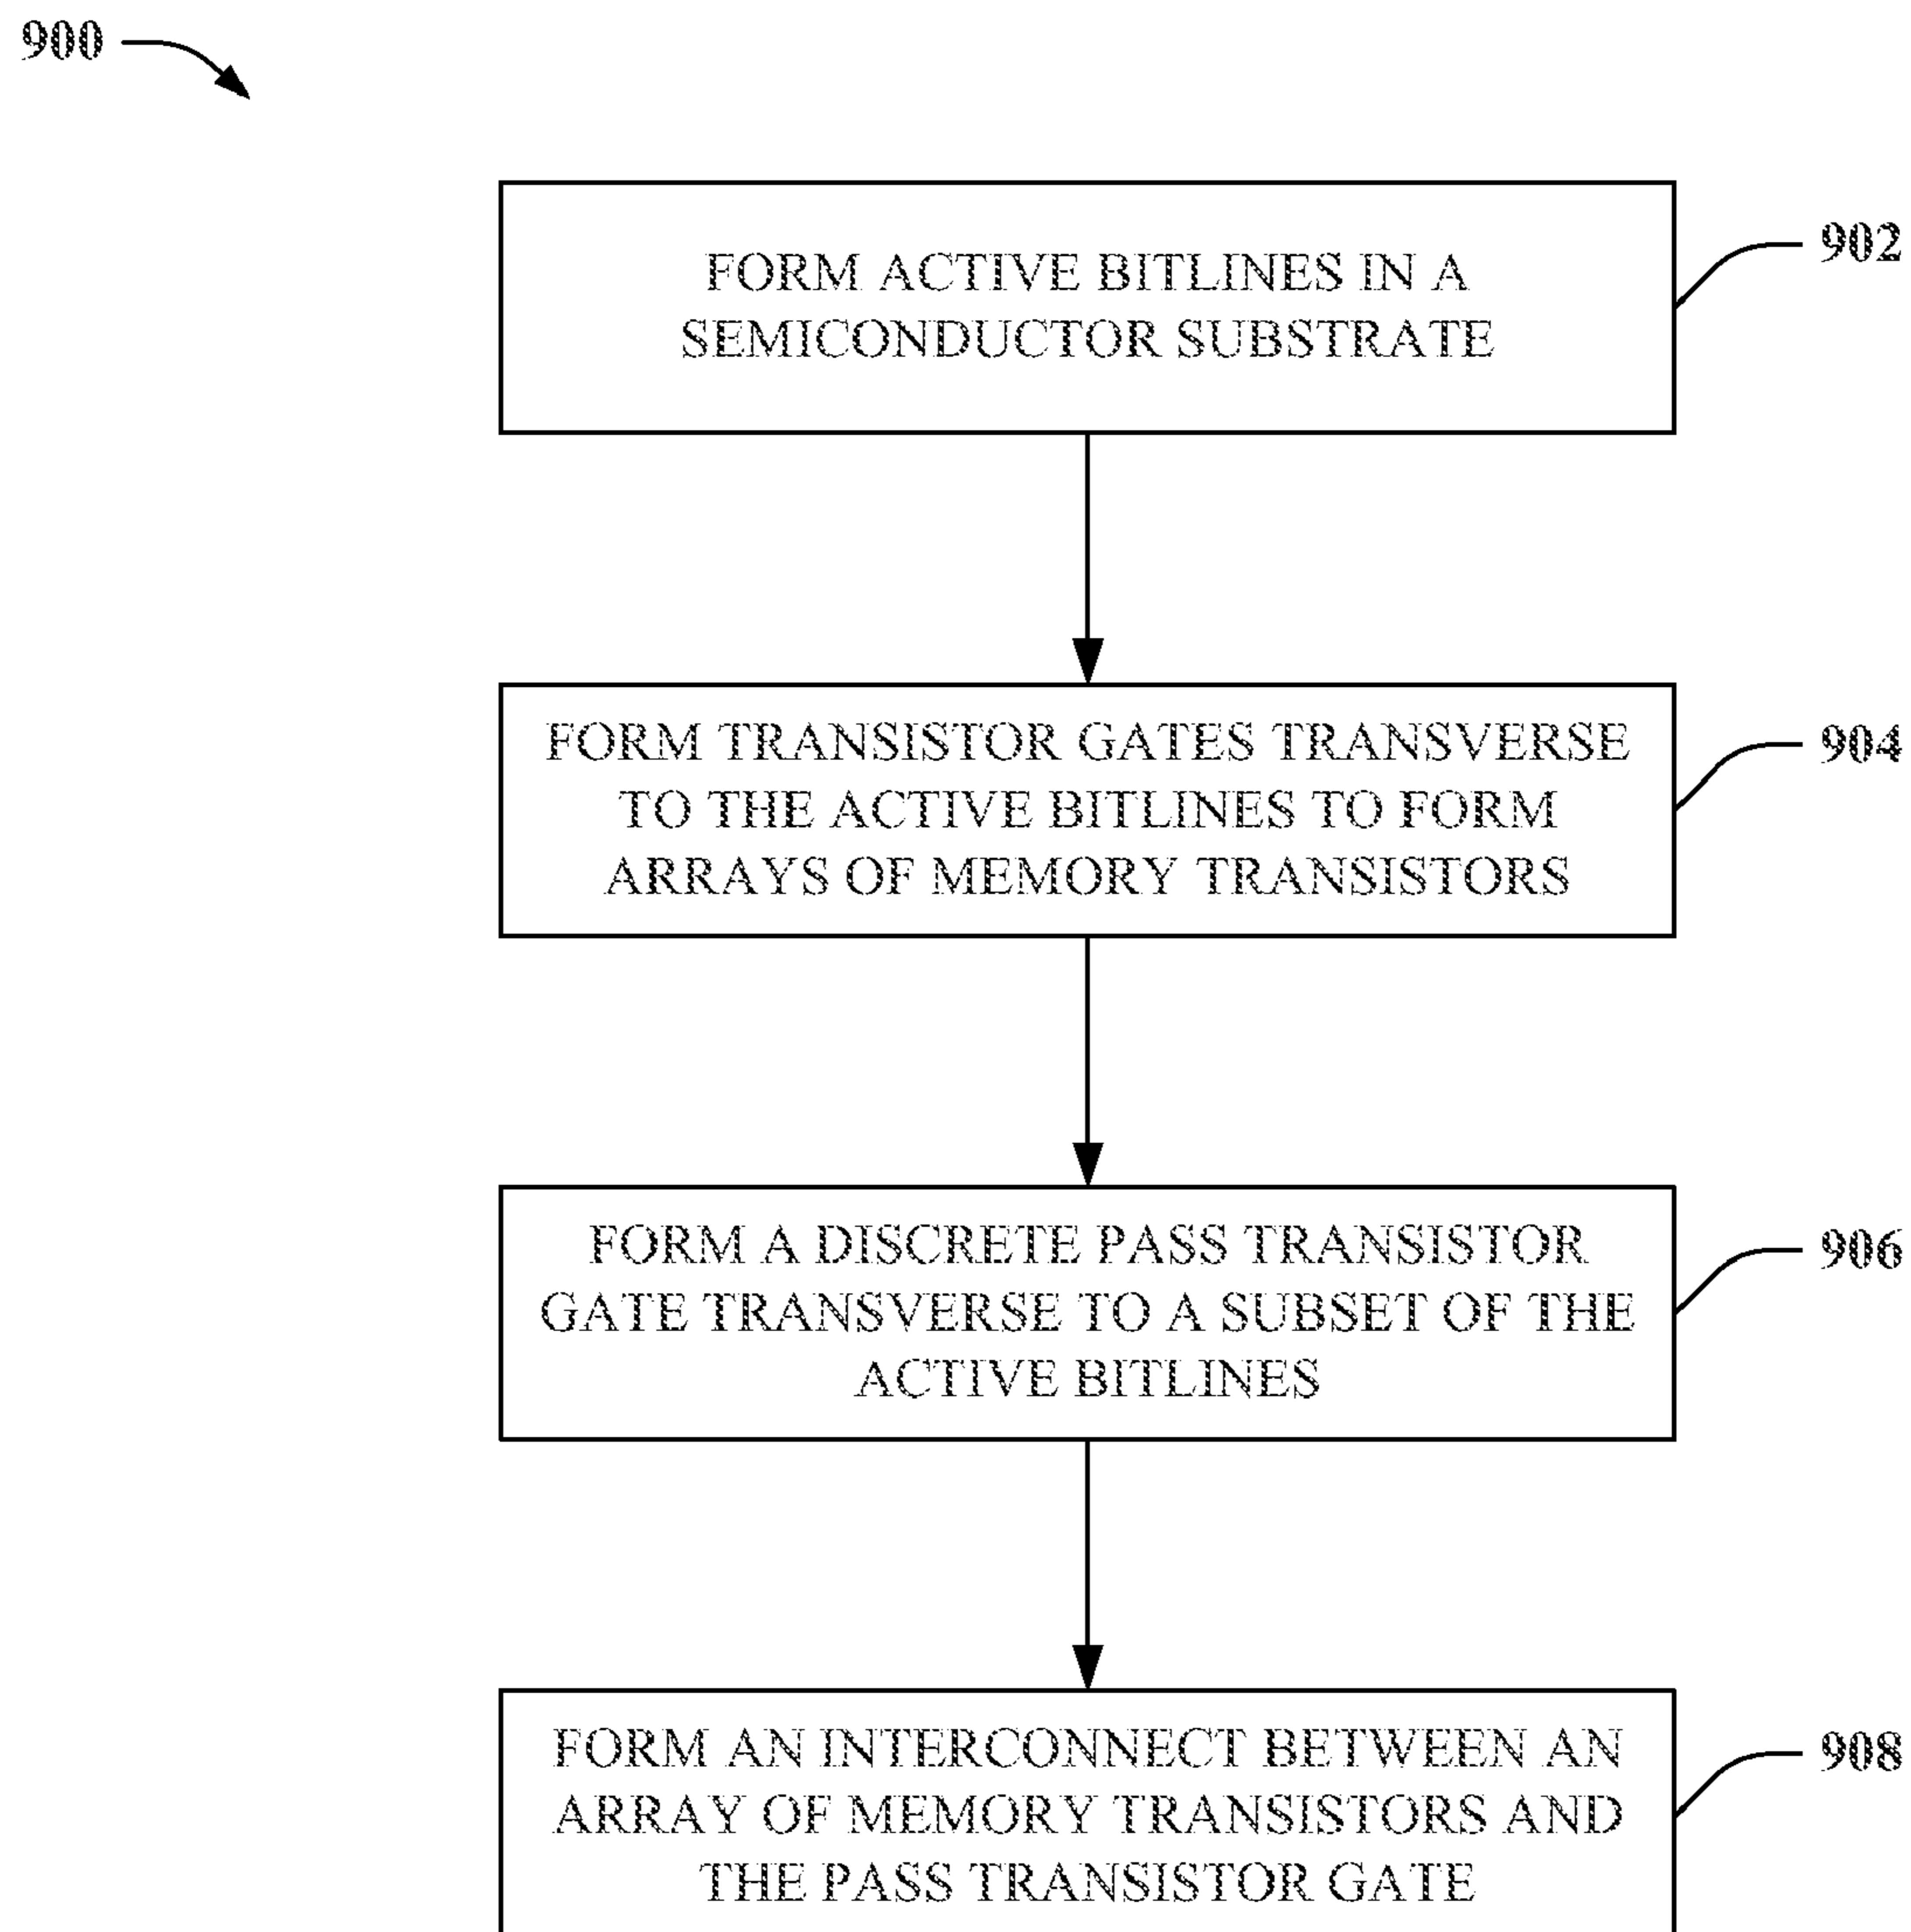 900
FORM ACTIVE BITLINES IN A
SEMICONDUCTOR SUBSTRATE
902
FORM TRANSISTOR GATES TRANSVERSE
TO THE ACTIVE BITLINES TO FORM
ARRAYS OF MEMORY TRANSISTORS
904
FORM A DISCRETE PASS TRANSISTOR
GATE TRANSVERSE TO A SUBSET OF THE
ACTIVE BITLINES
906
FORM AN INTERCONNECT BETWEEN AN
ARRAY OF MEMORY TRANSISTORS AND
THE PASS TRANSISTOR GATE
908